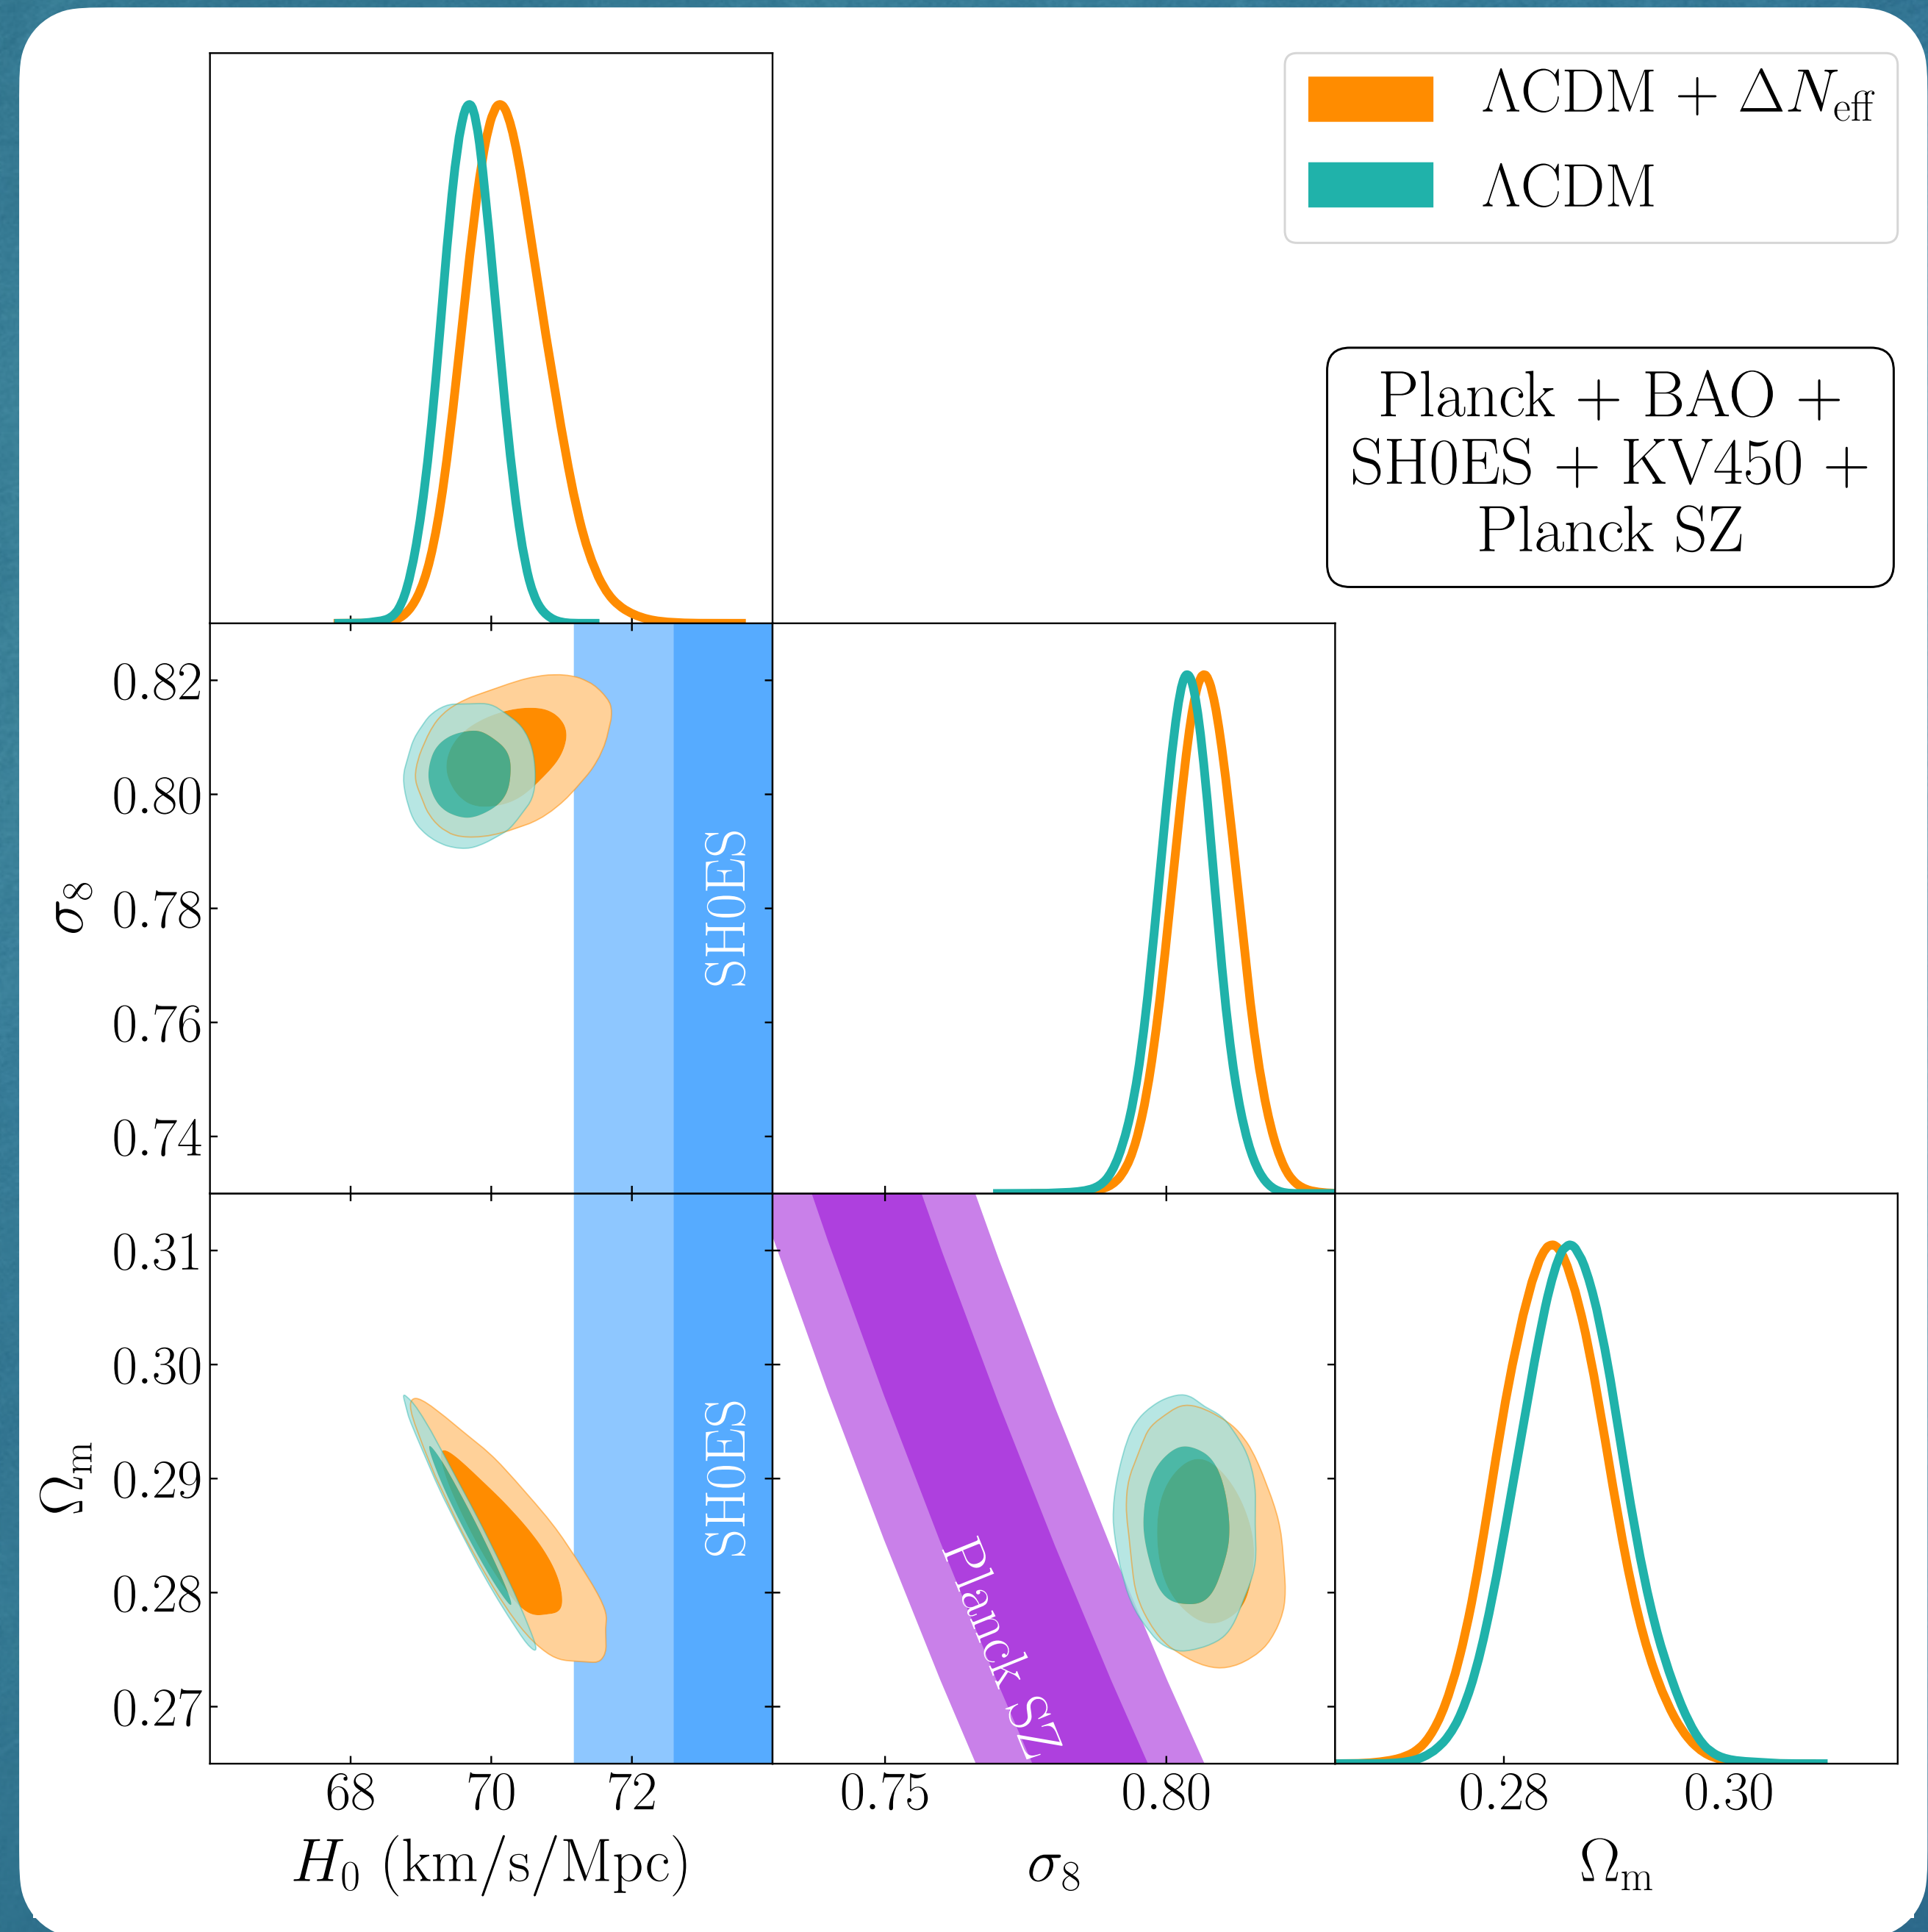 ΛCDM + ΔN_eff
ΛCDM
Planck + BAO +
SH0ES + KV450 +
Planck SZ
0.82
0.80
0.78
0.76
0.74
σ₈
SH0ES
0.31
0.30
0.29
0.28
0.27
Ωₘ
SH0ES
Planck SZ
68 70 72
0.75 0.80
0.28 0.30
H₀ (km/s/Mpc)
σ₈
Ωₘ